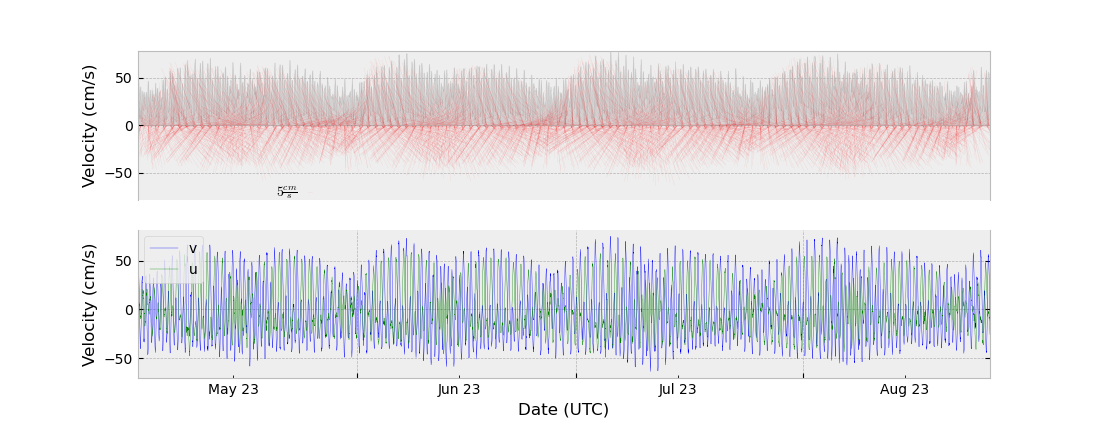 Velocity (cm/s)
50
0
−50
5 cm/s
Velocity (cm/s)
50
0
−50
v
u
May 23
Jun 23
Jul 23
Aug 23
Date (UTC)